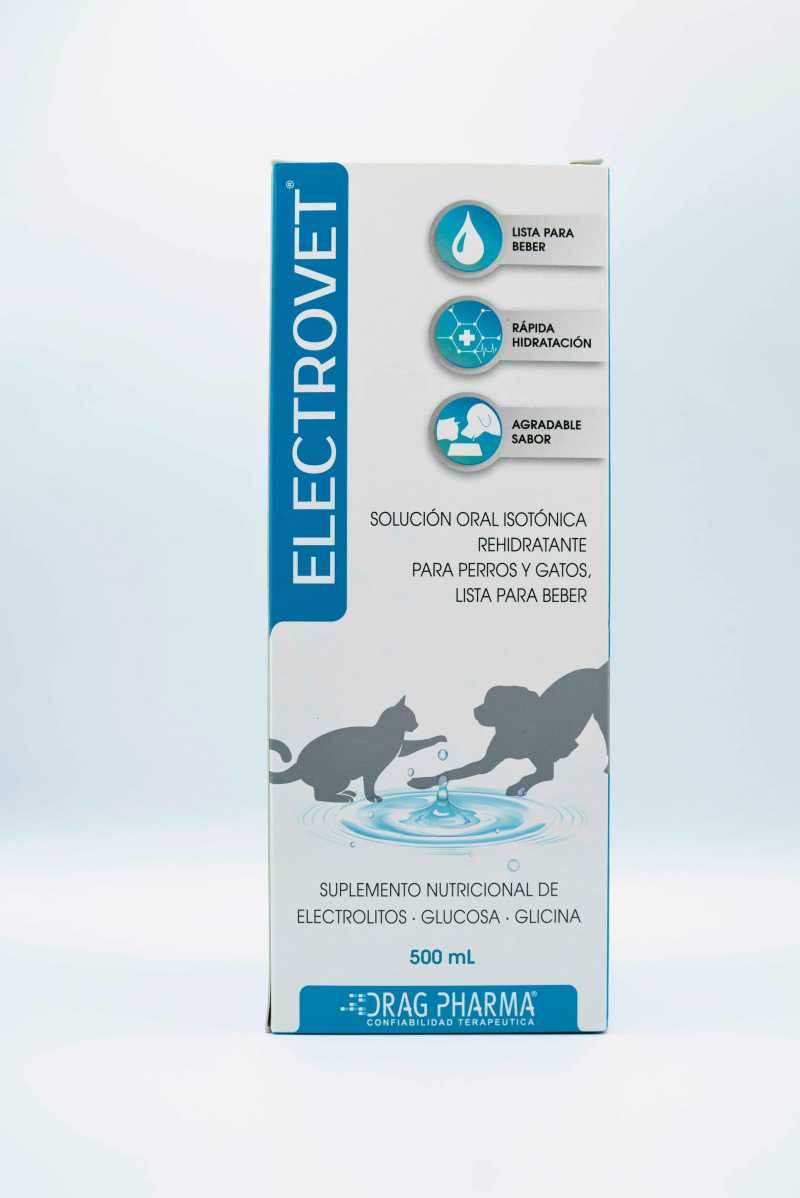 ELECTROVET®
LISTA PARA
BEBER
RÁPIDA
HIDRATACIÓN
AGRADABLE
SABOR
SOLUCIÓN ORAL ISOTÓNICA
REHIDRATANTE
PARA PERROS Y GATOS,
LISTA PARA BEBER
SUPLEMENTO NUTRICIONAL DE
ELECTROLITOS · GLUCOSA · GLICINA
500 mL
DRAG PHARMA®
CONFIABILIDAD TERAPEUTICA